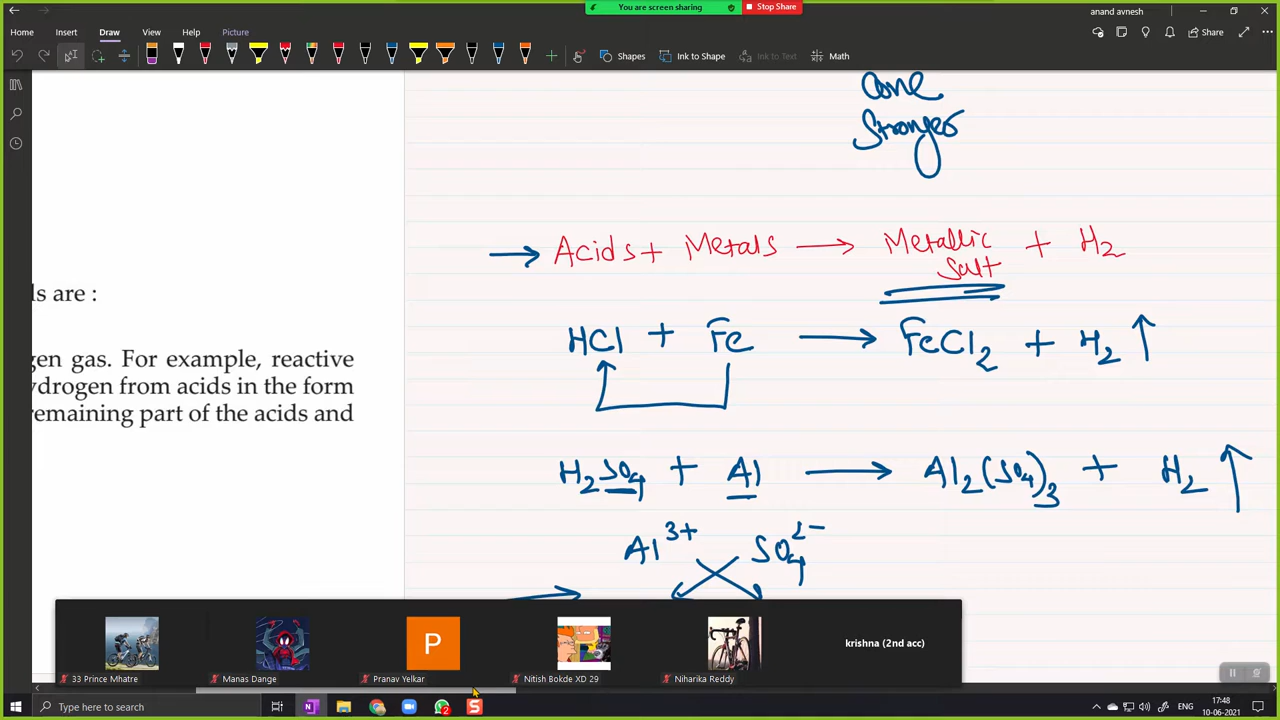 You are screen sharing Stop Share
anand avnesh
Home Insert Draw View Help Picture
Shapes Ink to Shape Ink to Text Math Share
Stronger
→ Acids + Metals → Metallic Salt + H2
ls are :
HCl + Fe → FeCl2 + H2 ↑
gen gas. For example, reactive
ydrogen from acids in the form
remaining part of the acids and
H2SO4 + Al → Al2(SO4)3 + H2 ↑
Al3+ SO42−
P
krishna (2nd acc)
33 Prince Mhatre Manas Dange Pranav Yelkar Nitish Bokde XD 29 Niharika Reddy
Type here to search
17:48
10-06-2021